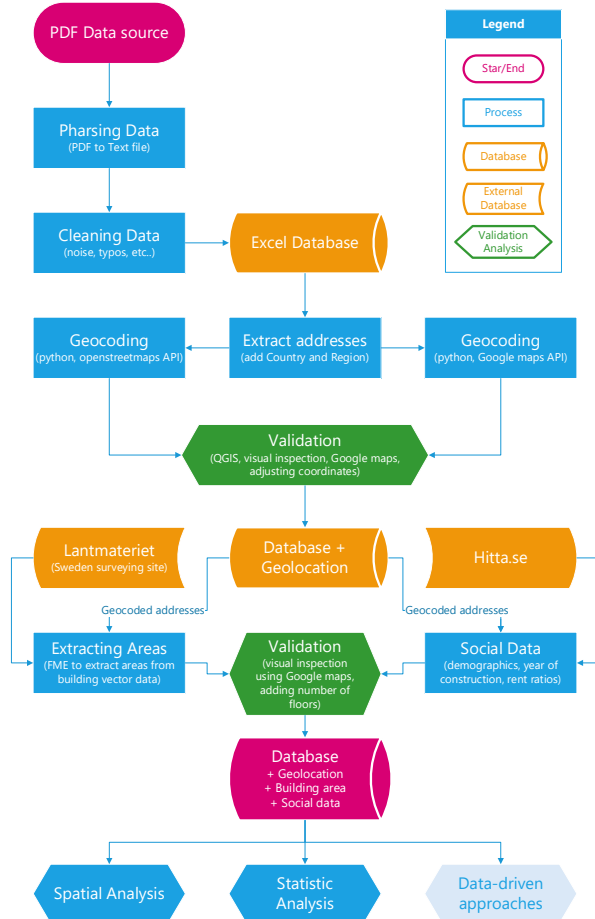 PDF Data source
Legend
Star/End
Process
Database
External
Database
Validation
Analysis
Pharsing Data
(PDF to Text file)
Cleaning Data
(noise, typos, etc..)
Excel Database
Geocoding
(python, openstreetmaps API)
Extract addresses
(add Country and Region)
Geocoding
(python, Google maps API)
Validation
(QGIS, visual inspection, Google maps,
adjusting coordinates)
Lantmateriet
(Sweden surveying site)
Database +
Geolocation
Hitta.se
Geocoded addresses
Geocoded addresses
Extracting Areas
(FME to extract areas from
building vector data)
Validation
(visual inspection
using Google maps,
adding number of
floors)
Social Data
(demographics, year of
construction, rent ratios)
Database
+ Geolocation
+ Building area
+ Social data
Spatial Analysis
Statistic
Analysis
Data-driven
approaches